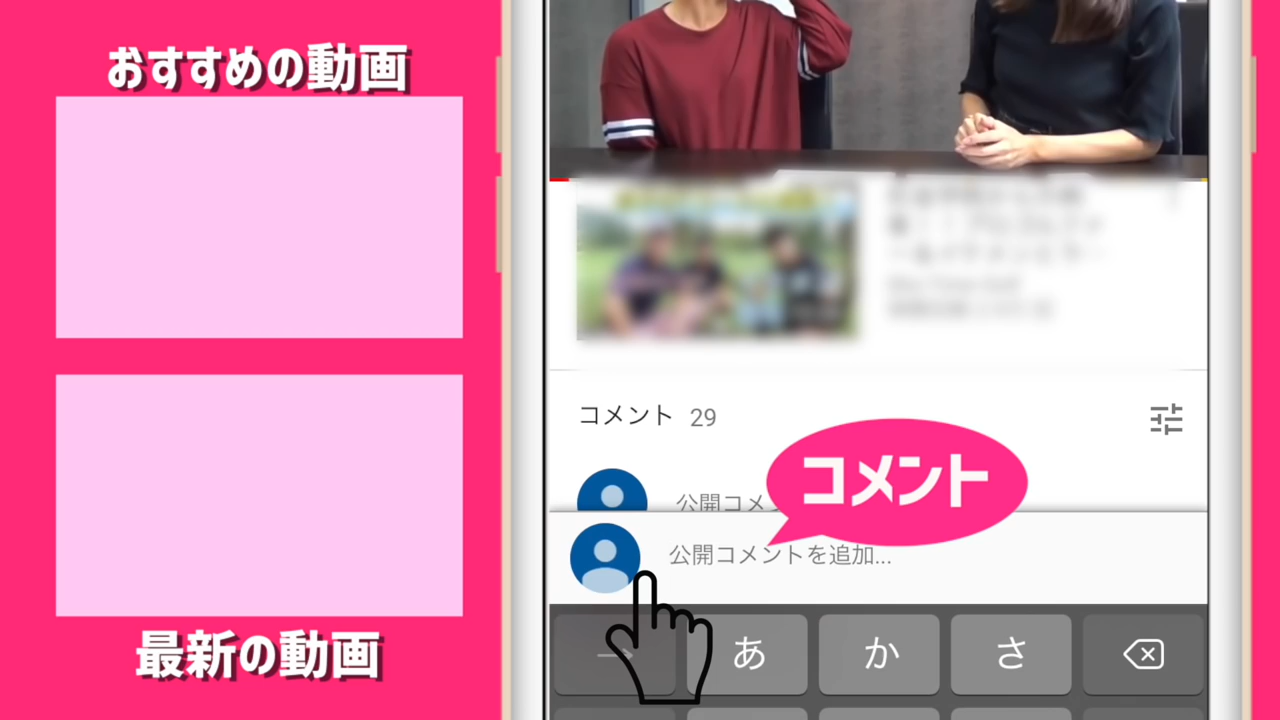 おすすめの動画
最新の動画
コメント 29
コメント
公開コメ
公開コメントを追加...
あ
か
さ